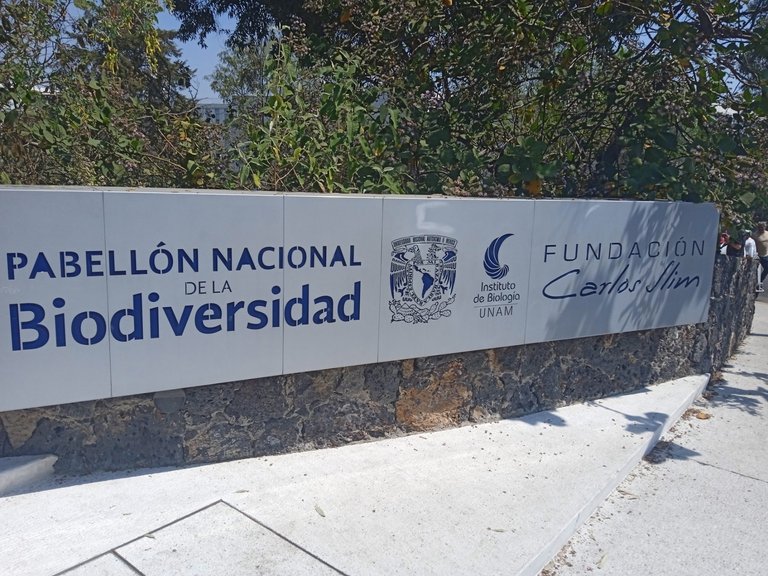 PABELLÓN NACIONAL
DE LA
Biodiversidad
Instituto
de Biología
UNAM
FUNDACIÓN
Carlos Slim